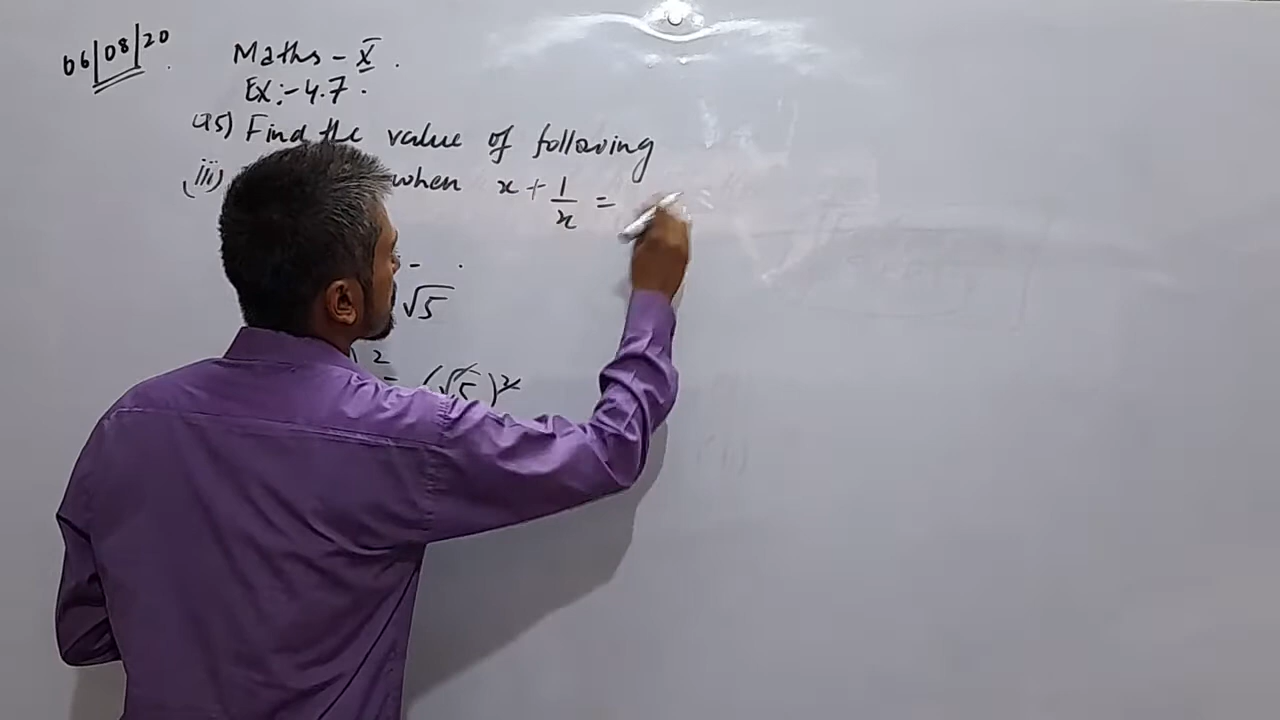 06|08|20
Maths - X.
Ex:- 4.7.
Q5) Find the value of following
(iii) when x + 1/x =
√5
2
= (√5)²